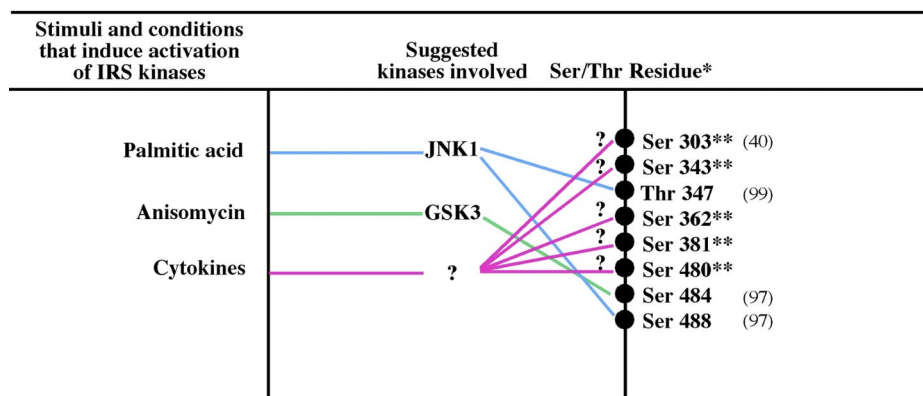 Stimuli and conditions
that induce activation
of IRS kinases
Suggested
kinases involved
Ser/Thr Residue*
Palmitic acid
Anisomycin
Cytokines
JNK1
GSK3
?
? Ser 303** (40)
? Ser 343**
Thr 347 (99)
? Ser 362**
? Ser 381**
? Ser 480**
Ser 484 (97)
Ser 488 (97)